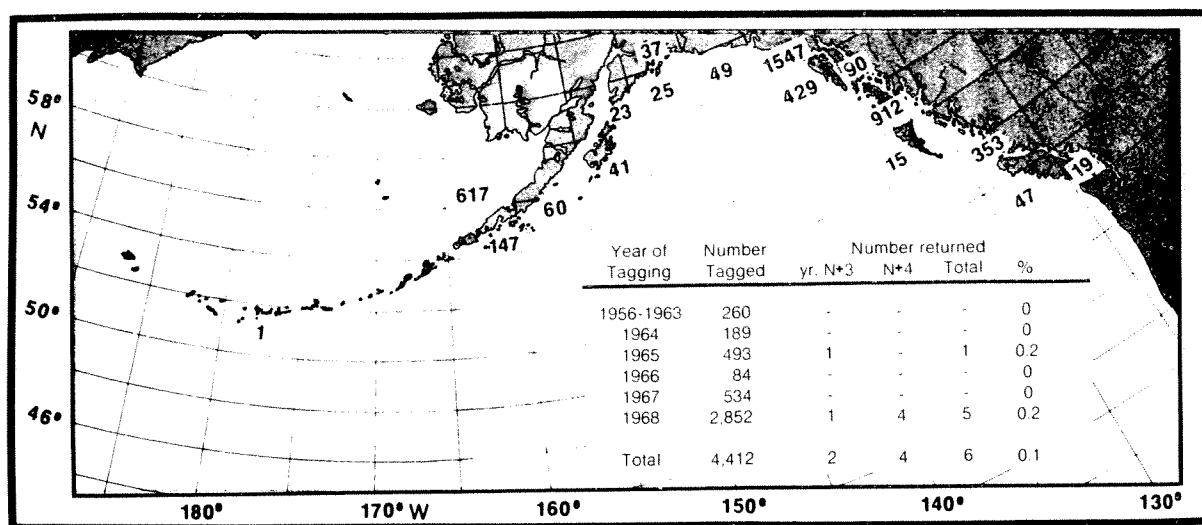 58°
N
54°
50°
46°
37
49
1547
90
25
429
23
912
41
15
353
19
47
617
60
147
1
Year of Number Number returned
Tagging Tagged yr. N+3 N+4 Total %
1956-1963 260 - - - 0
1964 189 - - - 0
1965 493 1 - 1 0.2
1966 84 - - - 0
1967 534 - - - 0
1968 2,852 1 4 5 0.2
Total 4,412 2 4 6 0.1
180° 170° W 160° 150° 140° 130°